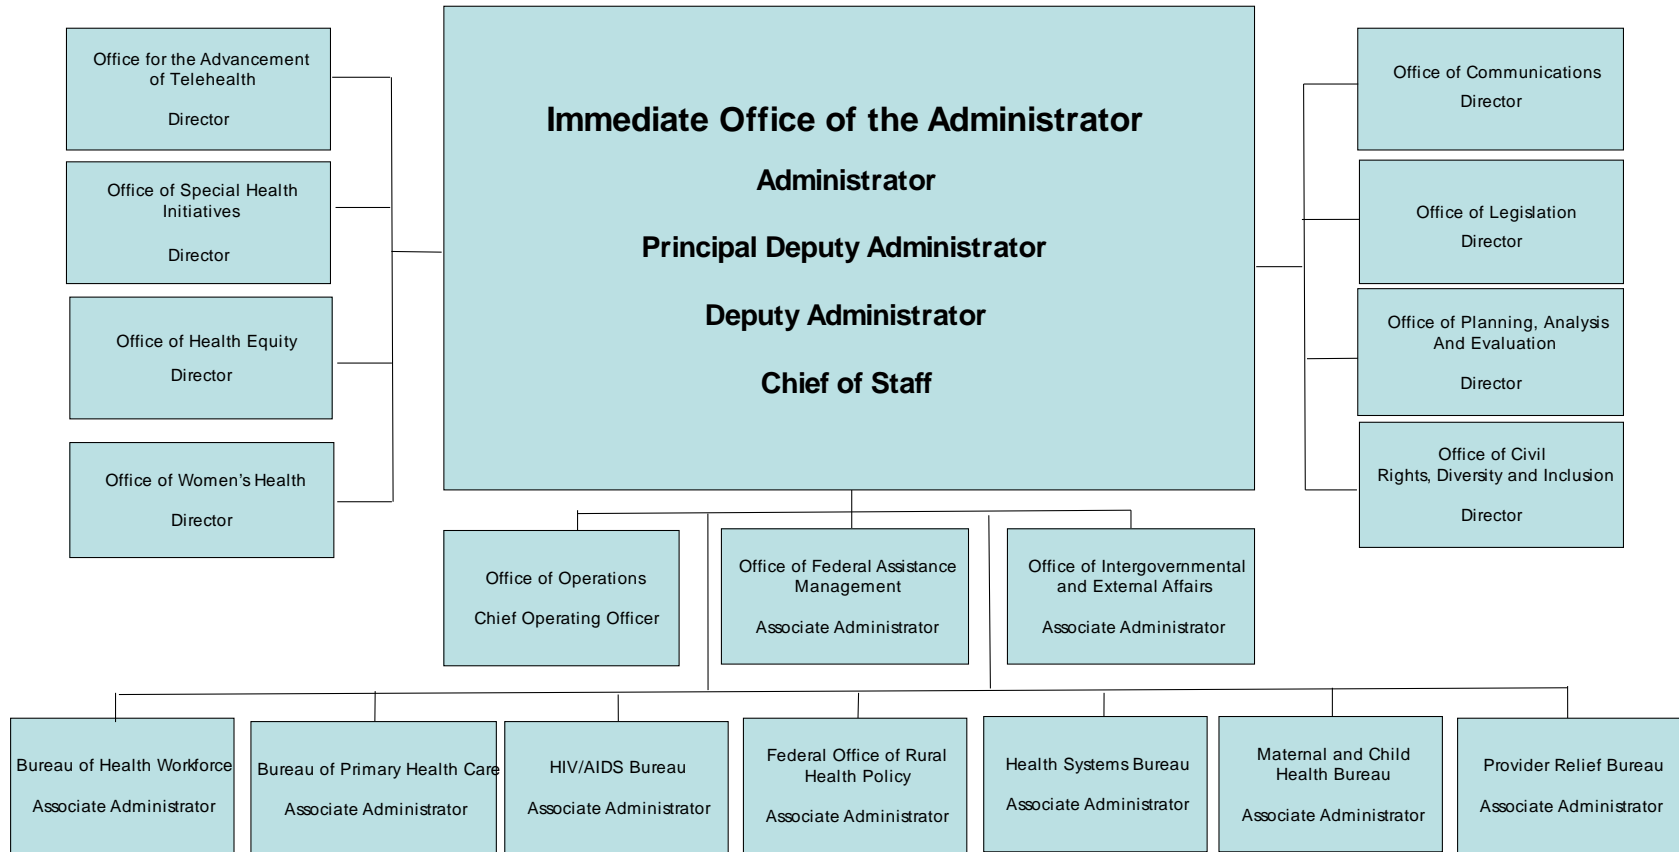 Office for the Advancement
of Telehealth
Director
Office of Special Health
Initiatives
Director
Office of Health Equity
Director
Office of Women’s Health
Director
Immediate Office of the Administrator
Administrator
Principal Deputy Administrator
Deputy Administrator
Chief of Staff
Office of Communications
Director
Office of Legislation
Director
Office of Planning, Analysis
And Evaluation
Director
Office of Civil
Rights, Diversity and Inclusion
Director
Office of Operations
Chief Operating Officer
Office of Federal Assistance
Management
Associate Administrator
Office of Intergovernmental
and External Affairs
Associate Administrator
Bureau of Health Workforce
Associate Administrator
Bureau of Primary Health Care
Associate Administrator
HIV/AIDS Bureau
Associate Administrator
Federal Office of Rural
Health Policy
Associate Administrator
Health Systems Bureau
Associate Administrator
Maternal and Child
Health Bureau
Associate Administrator
Provider Relief Bureau
Associate Administrator